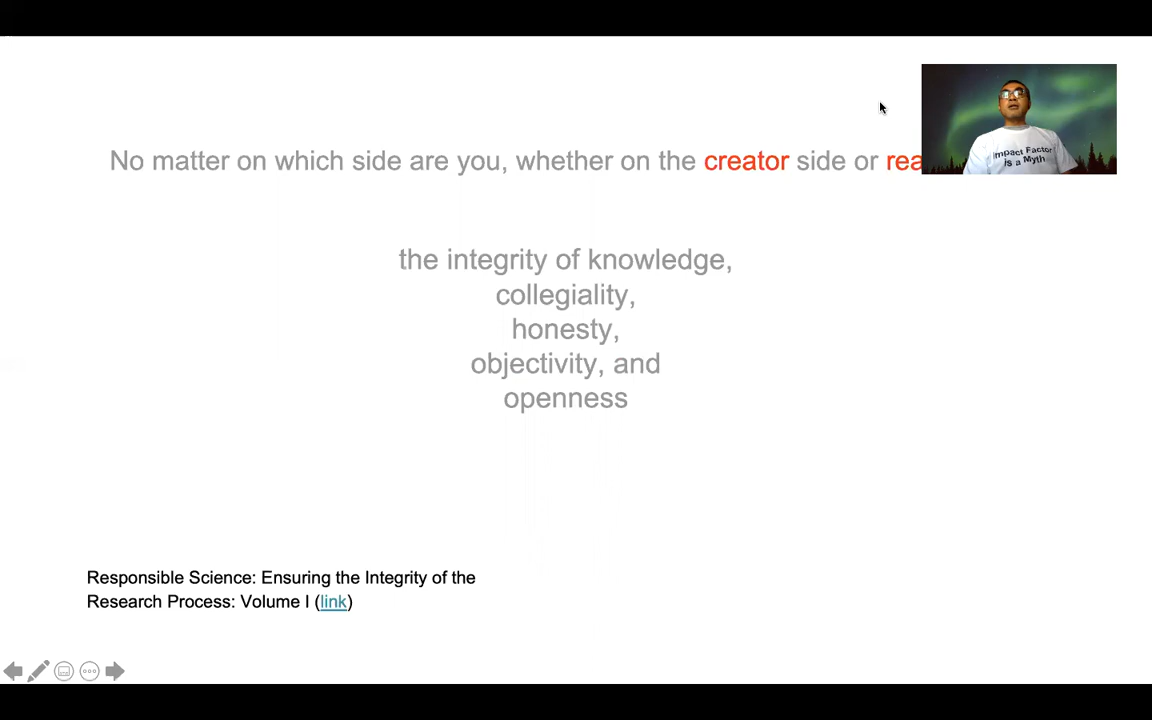 No matter on which side are you, whether on the creator side or
Impact Factor
is a Myth
the integrity of knowledge,
collegiality,
honesty,
objectivity, and
openness
Responsible Science: Ensuring the Integrity of the
Research Process: Volume I (link)